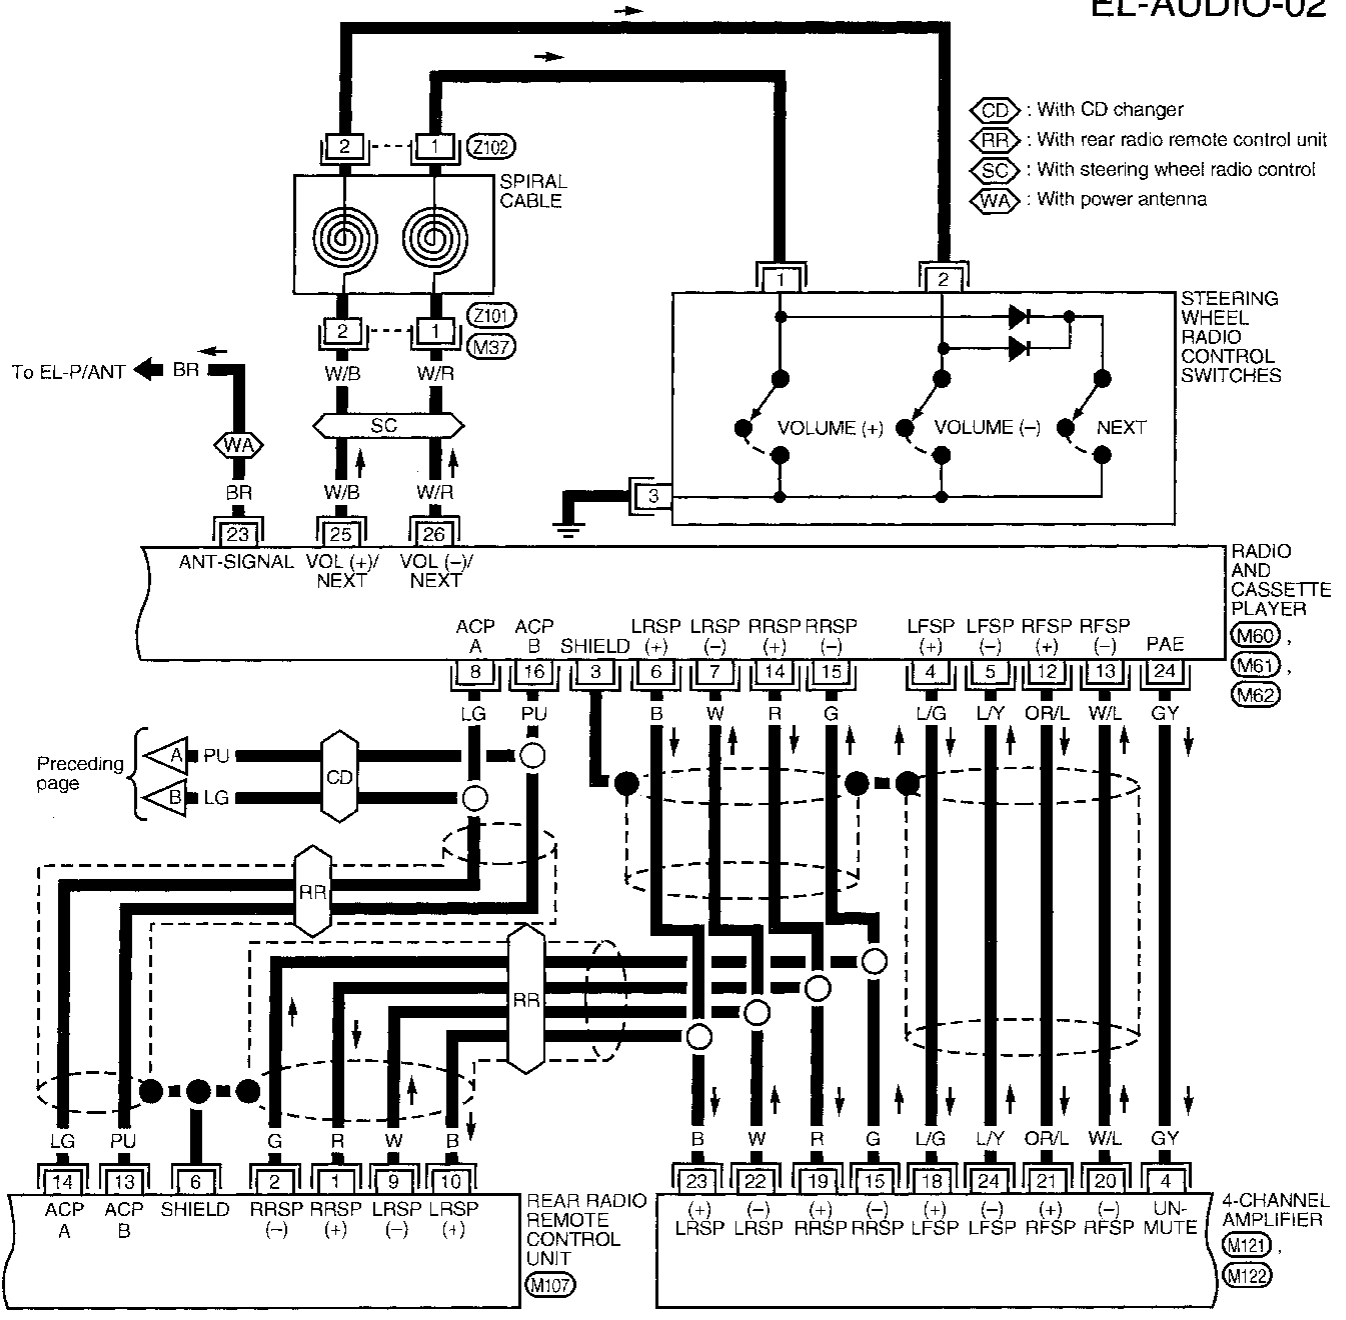 EL-AUDIO-02
CD : With CD changer
RR : With rear radio remote control unit
SC : With steering wheel radio control
WA : With power antenna
2 1 Z102
SPIRAL
CABLE
2 1 Z101
M37
1 2
STEERING
WHEEL
RADIO
CONTROL
SWITCHES
To EL-P/ANT BR
W/B W/R
SC
WA
VOLUME (+) VOLUME (–) NEXT
BR W/B W/R
3
23 25 26
ANT-SIGNAL VOL (+)/ VOL (–)/
NEXT NEXT
RADIO
AND
CASSETTE
PLAYER
M60 ,
M61 ,
M62
ACP ACP SHIELD LRSP LRSP RRSP RRSP LFSP LFSP RFSP RFSP PAE
A B (+) (–) (+) (–) (+) (–) (+) (–)
8 16 3 6 7 14 15 4 5 12 13 24
LG PU B W R G L/G L/Y OR/L W/L GY
Preceding
page
A PU
B LG
CD
RR
RR
LG PU G R W B
B W R G L/G L/Y OR/L W/L GY
14 13 6 2 1 9 10
23 22 19 15 18 24 21 20 4
ACP ACP SHIELD RRSP RRSP LRSP LRSP
A B (–) (+) (–) (+)
REAR RADIO
REMOTE
CONTROL
UNIT
M107
(+) (–) (+) (–) (+) (–) (+) (–) UN-
LRSP LRSP RRSP RRSP LFSP LFSP RFSP RFSP MUTE
4-CHANNEL
AMPLIFIER
M121 ,
M122